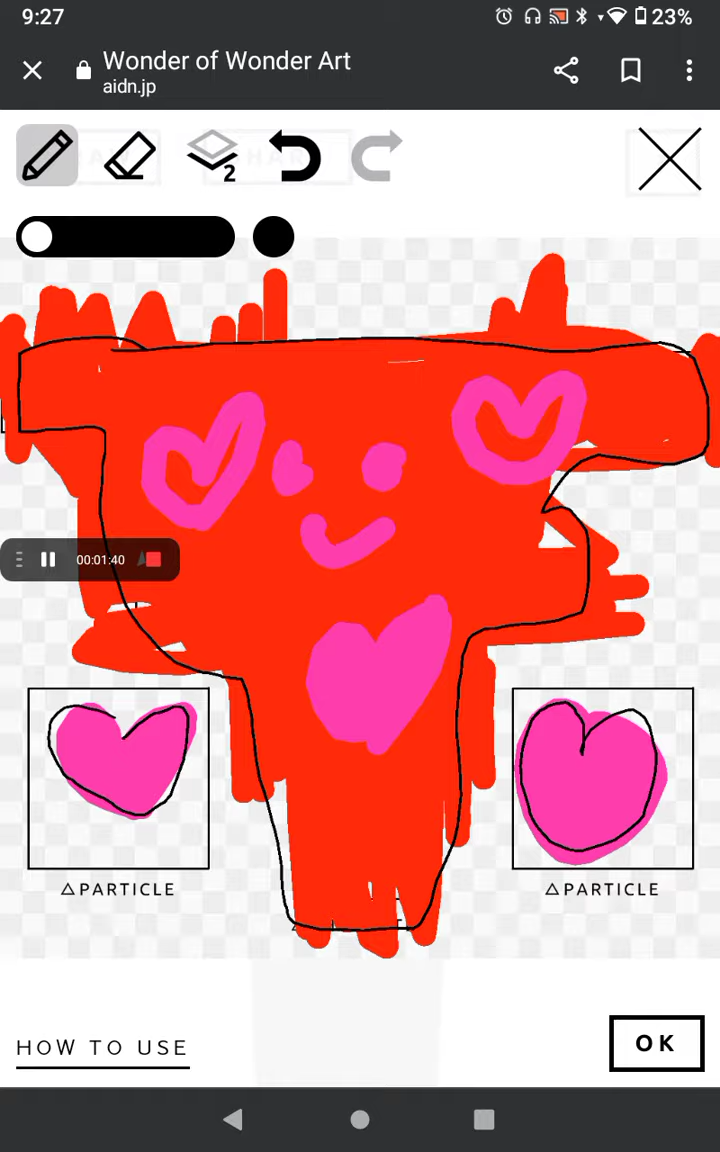 9:27
23%
Wonder of Wonder Art
aidn.jp
2
00:01:40
△PARTICLE
△PARTICLE
HOW TO USE
OK